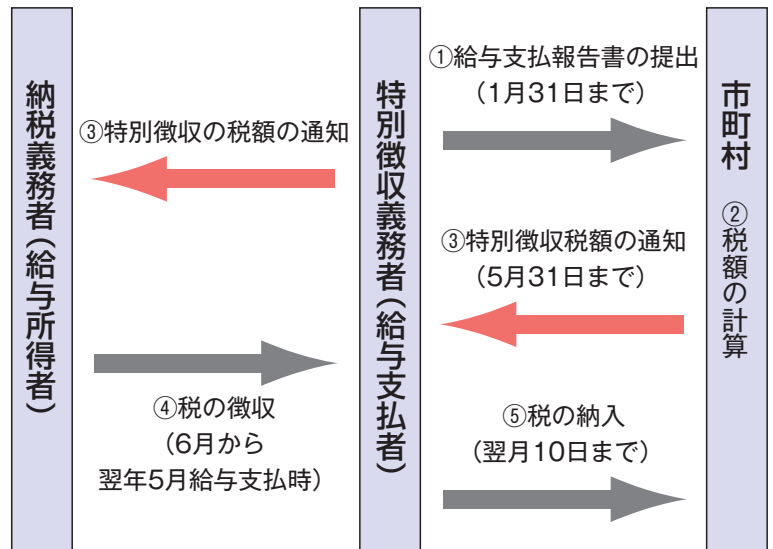 納税義務者（給与所得者）
③特別徴収の税額の通知
④税の徴収
（6月から
翌年5月給与支払時）
特別徴収義務者（給与支払者）
①給与支払報告書の提出
（1月31日まで）
③特別徴収税額の通知
（5月31日まで）
⑤税の納入
（翌月10日まで）
市町村　②税額の計算